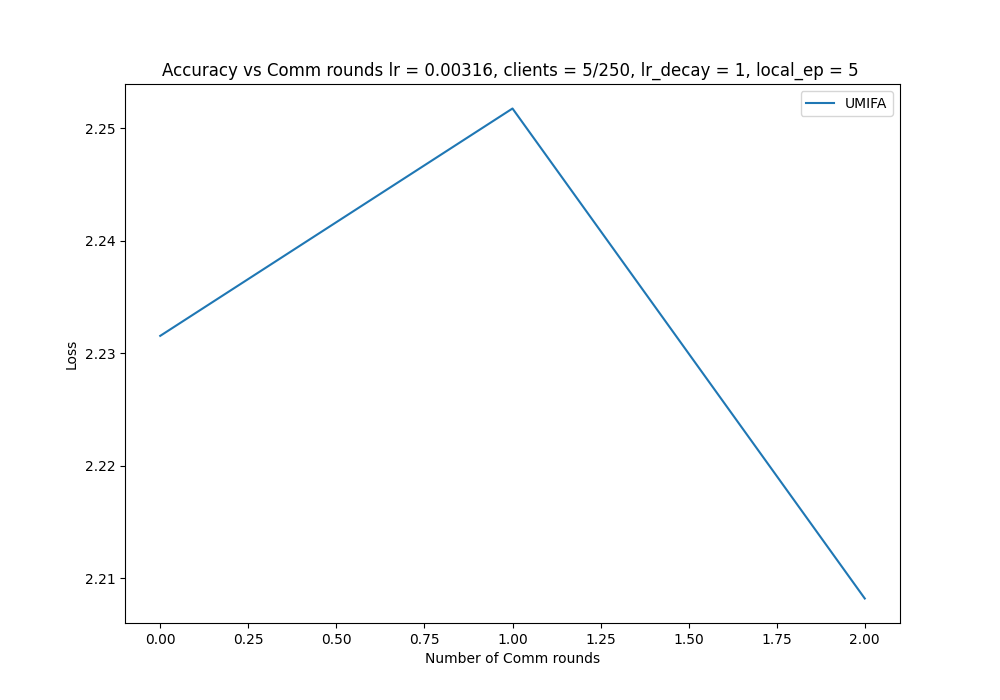 Accuracy vs Comm rounds lr = 0.00316, clients = 5/250, lr_decay = 1, local_ep = 5
UMIFA
2.25
2.24
2.23
2.22
2.21
Loss
0.00 0.25 0.50 0.75 1.00 1.25 1.50 1.75 2.00
Number of Comm rounds